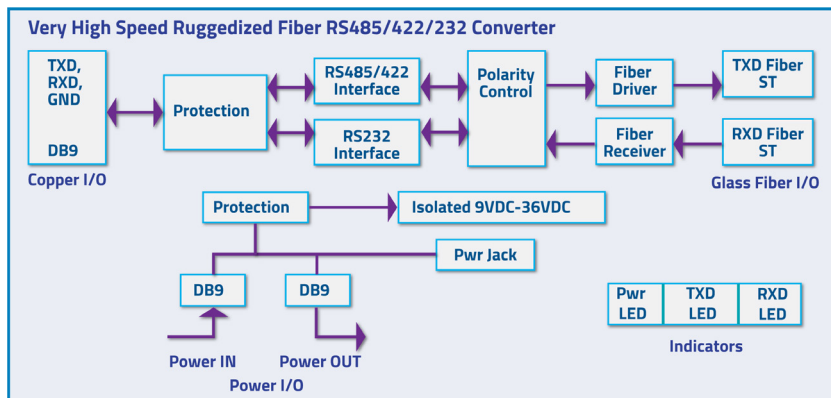 Very High Speed Ruggedized Fiber RS485/422/232 Converter
TXD,
RXD,
GND
DB9
Copper I/O
Protection
RS485/422
Interface
RS232
Interface
Polarity
Control
Fiber
Driver
Fiber
Receiver
TXD Fiber
ST
RXD Fiber
ST
Glass Fiber I/O
Protection
Isolated 9VDC-36VDC
Pwr Jack
DB9
DB9
Power IN
Power OUT
Power I/O
Pwr
LED
TXD
LED
RXD
LED
Indicators